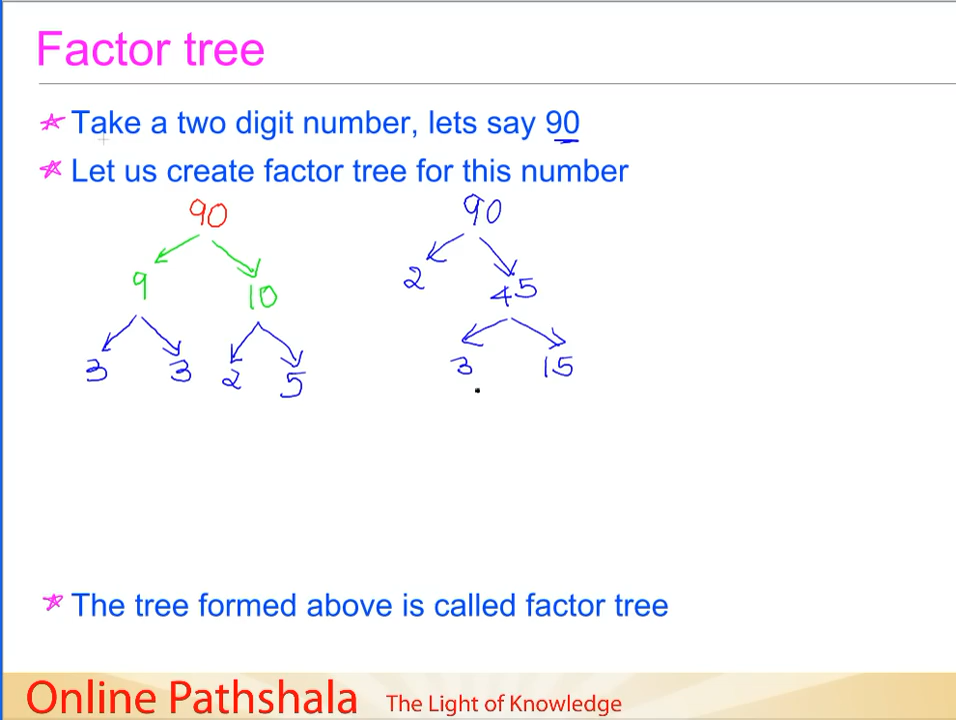 Factor tree
Take a two digit number, lets say 90
Let us create factor tree for this number
90 90
9 10 2 45
3 3 2 5 3 15
The tree formed above is called factor tree
Online Pathshala The Light of Knowledge